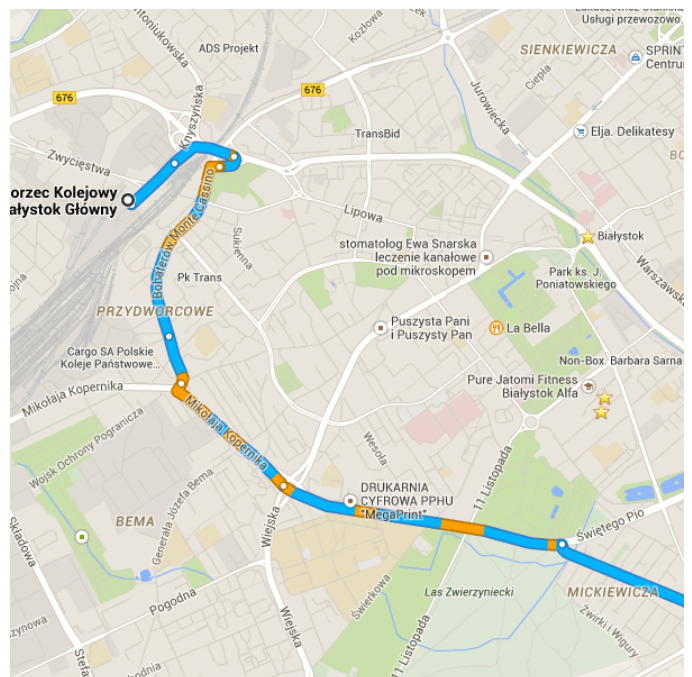 Antoniukowska
ADS Projekt
Usługi przewozowo...
SIENKIEWICZA
SPRINT
Centrum
Ciepła
Jurowiecka
Knyszyńska
676
676
TransBid
Elja. Delikatesy
Zwycięstwa
orzec Kolejowy
ałystok Główny
Lipowa
Sukienna
Bohaterów Monte Cassino
stomatolog Ewa Snarska
leczenie kanałowe
pod mikroskopem
Białystok
Warszawska
Pk Trans
Park ks. J.
Poniatowskiego
PRZYDWORCOWE
Puszysta Pani
i Puszysty Pan
La Bella
Cargo SA Polskie
Koleje Państwowe...
Non-Box. Barbara Sarna
Pure Jatomi Fitness
Białystok Alfa
Mikołaja Kopernika
Mikołaja Kopernika
Wojsk Ochrony Pogranicza
Wesoła
11 Listopada
Generała Józefa Bema
DRUKARNIA
CYFROWA PPHU
"MegaPrint"
BEMA
Wiejska
Świętego Pio
Składowa
Pogodna
Świerkowa
Las Zwierzyniecki
MICKIEWICZA
Żwirki i Wigury
Wiejska
11 Listopada
Stefa
chodnia